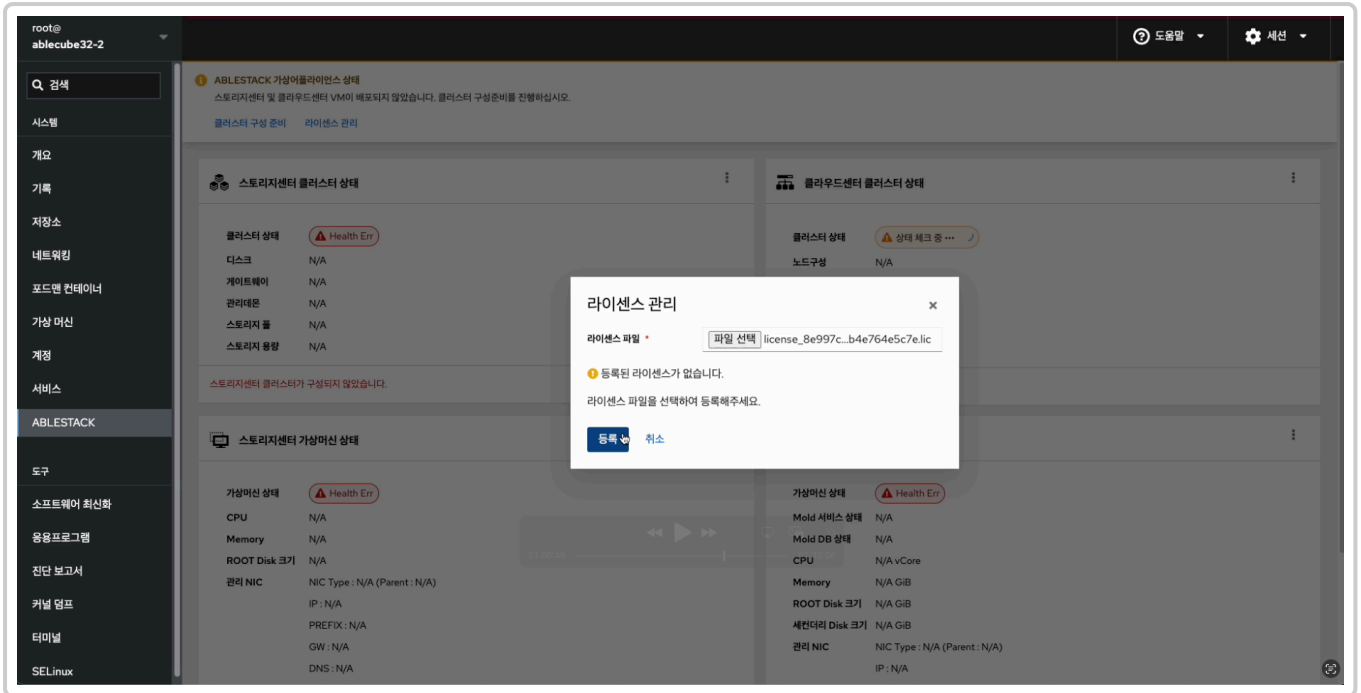 root@
ablecube32-2
도움말
세션
검색
시스템
개요
기록
저장소
네트워킹
포드맨 컨테이너
가상 머신
계정
서비스
ABLESTACK
도구
소프트웨어 최신화
응용프로그램
진단 보고서
커널 덤프
터미널
SELinux
ABLESTACK 가상어플라이언스 상태
스토리지센터 및 클라우드센터 VM이 배포되지 않았습니다. 클러스터 구성준비를 진행하십시오.
클러스터 구성 준비 라이센스 관리
스토리지센터 클러스터 상태
클러스터 상태 Health Err
디스크 N/A
게이트웨이 N/A
관리데몬 N/A
스토리지 풀 N/A
스토리지 용량 N/A
스토리지센터 클러스터가 구성되지 않았습니다.
클라우드센터 클러스터 상태
클러스터 상태 상태 체크 중 ...
노드구성 N/A
라이센스 관리
라이센스 파일 * 파일 선택 license_8e997c...b4e764e5c7e.lic
등록된 라이센스가 없습니다.
라이센스 파일을 선택하여 등록해주세요.
등록 취소
스토리지센터 가상머신 상태
가상머신 상태 Health Err
CPU N/A
Memory N/A
ROOT Disk 크기 N/A
관리 NIC NIC Type : N/A (Parent : N/A)
IP : N/A
PREFIX : N/A
GW : N/A
DNS : N/A
가상머신 상태 Health Err
Mold 서비스 상태 N/A
Mold DB 상태 N/A
CPU N/A vCore
Memory N/A GiB
ROOT Disk 크기 N/A GiB
세컨더리 Disk 크기 N/A GiB
관리 NIC NIC Type : N/A (Parent : N/A)
IP : N/A